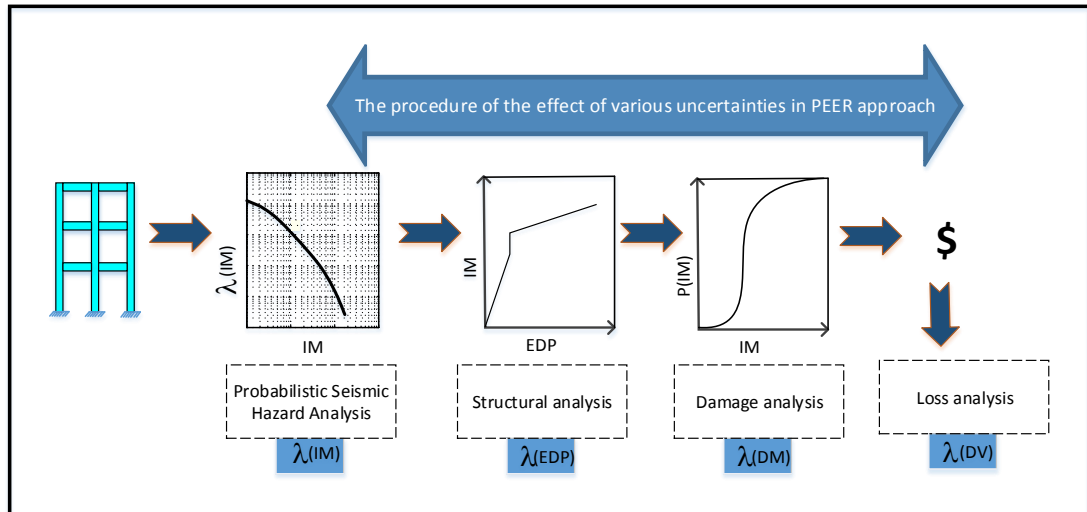 The procedure of the effect of various uncertainties in PEER approach
λ(IM)
IM
IM
EDP
P(IM)
IM
$
Probabilistic Seismic
Hazard Analysis
Structural analysis
Damage analysis
Loss analysis
λ(IM)
λ(EDP)
λ(DM)
λ(DV)